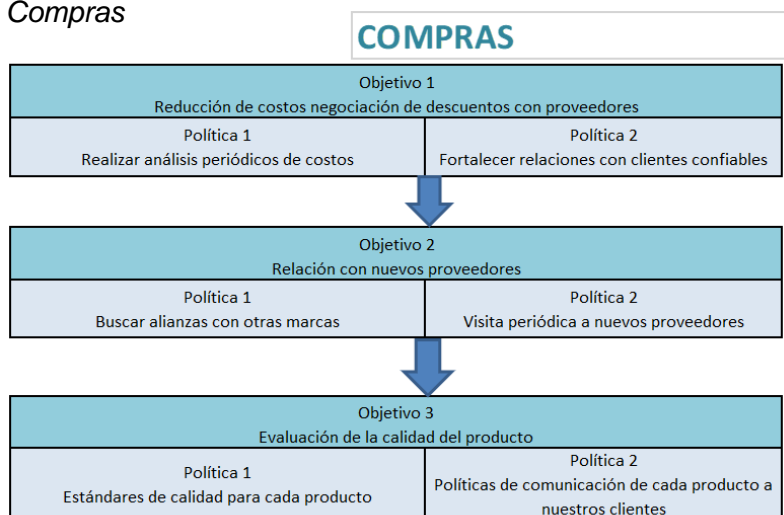 Compras
COMPRAS
Objetivo 1
Reducción de costos negociación de descuentos con proveedores
Política 1
Realizar análisis periódicos de costos
Política 2
Fortalecer relaciones con clientes confiables
Objetivo 2
Relación con nuevos proveedores
Política 1
Buscar alianzas con otras marcas
Política 2
Visita periódica a nuevos proveedores
Objetivo 3
Evaluación de la calidad del producto
Política 1
Estándares de calidad para cada producto
Política 2
Políticas de comunicación de cada producto a
nuestros clientes